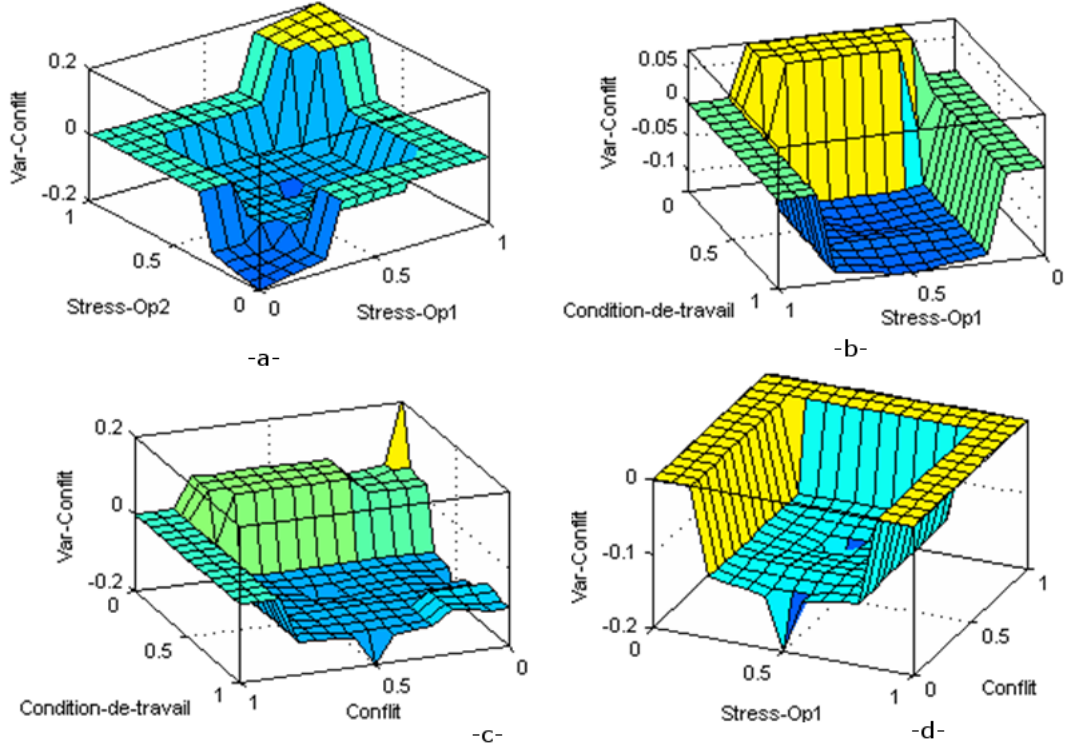 0.2
0
-0.2
1
0.5
0
0
0.5
1
Var-Conflit
Stress-Op2
Stress-Op1
-a-
0.05
0
-0.05
-0.1
0
0.5
1
1
0.5
0
Var-Conflit
Condition-de-travail
Stress-Op1
-b-
0.2
0
-0.2
0
0.5
1
1
0.5
0
Var-Conflit
Condition-de-travail
Conflit
-c-
0
-0.1
-0.2
0
0.5
1
0
0.5
1
Var-Conflit
Stress-Op1
Conflit
-d-